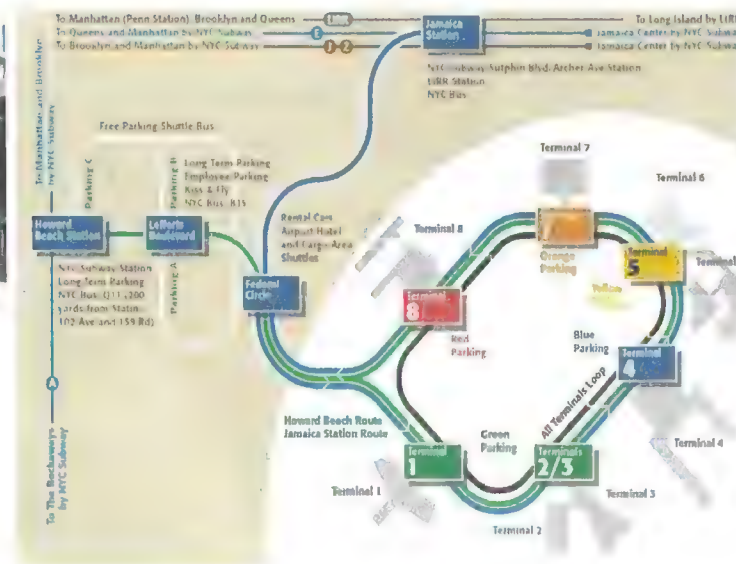 To Manhattan (Penn Station), Brooklyn and Queens
LIRR
To Queens and Manhattan by NYC Subway
E
To Brooklyn and Manhattan by NYC Subway
J Z
Jamaica
Station
To Long Island by LIRR
Jamaica Center by NYC Subway
Jamaica Center by NYC Subway
NYC Subway Sutphin Blvd. Archer Ave Station
LIRR Station
NYC Bus
To Manhattan and Brooklyn
by NYC Subway
Free Parking Shuttle Bus
Parking C
Parking B
Long Term Parking
Employee Parking
Kiss & Fly
NYC Bus, B15
Howard
Beach Station
Lefferts
Boulevard
Parking A
NYC Subway Station
Long Term Parking
NYC Bus, (Q11, 200
yards from Station
102 Ave and 159 Rd)
Rental Cars
Airport Hotel
and Cargo Area
Shuttles
Federal
Circle
A
To The Rockaways
by NYC Subway
Howard Beach Route
Jamaica Station Route
Terminal 7
Terminal 6
Terminal 8
Terminal
Orange
Parking
Terminal
5
Yellow
Terminal
8
Red
Parking
Blue
Parking
Terminal
4
All Terminals Loop
Green
Parking
Terminal
1
Terminals
2/3
Terminal 4
Terminal 1
Terminal 3
Terminal 2